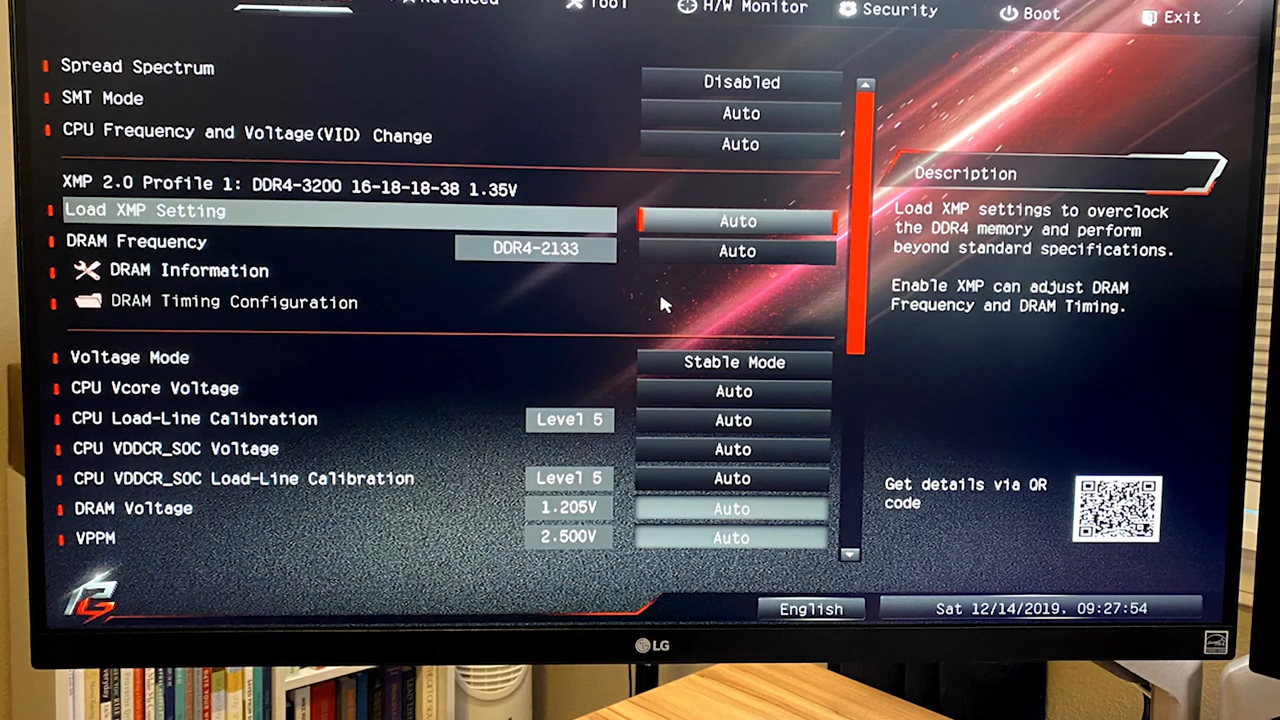 Advanced
Tool
H/W Monitor
Security
Boot
Exit
Spread Spectrum
Disabled
SMT Mode
Auto
CPU Frequency and Voltage(VID) Change
Auto
XMP 2.0 Profile 1: DDR4-3200 16-18-18-38 1.35V
Load XMP Setting
Auto
DRAM Frequency
DDR4-2133
Auto
DRAM Information
DRAM Timing Configuration
Voltage Mode
Stable Mode
CPU Vcore Voltage
Auto
CPU Load-Line Calibration
Level 5
Auto
CPU VDDCR_SOC Voltage
Auto
CPU VDDCR_SOC Load-Line Calibration
Level 5
Auto
DRAM Voltage
1.205V
Auto
VPPM
2.500V
Auto
Description
Load XMP settings to overclock
the DDR4 memory and perform
beyond standard specifications.
Enable XMP can adjust DRAM
Frequency and DRAM Timing.
Get details via QR
code
English
Sat 12/14/2019. 09:27:54
LG